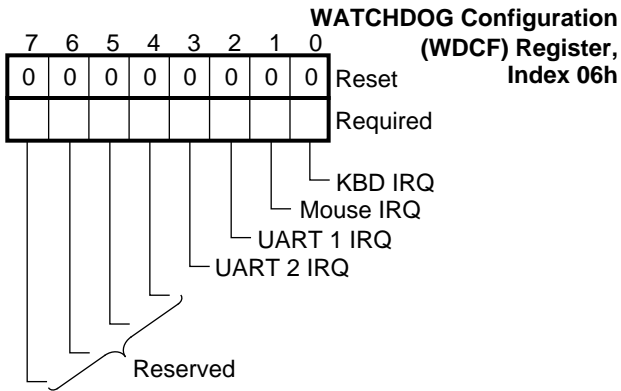 WATCHDOG Configuration
(WDCF) Register,
Index 06h
7 6 5 4 3 2 1 0
0 0 0 0 0 0 0 0 Reset
Required
KBD IRQ
Mouse IRQ
UART 1 IRQ
UART 2 IRQ
Reserved